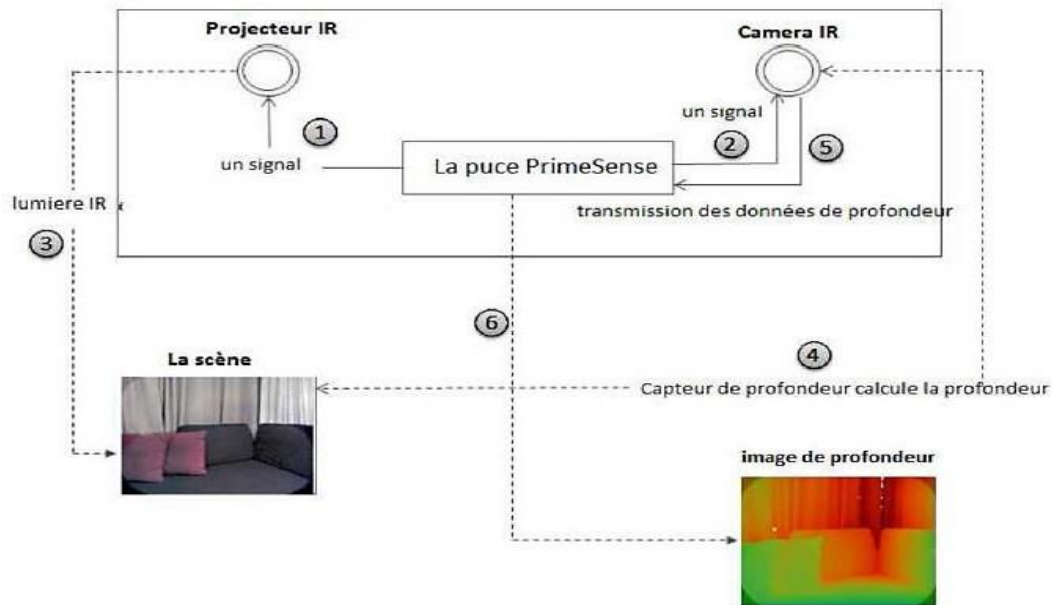 Projecteur IR
Camera IR
un signal
1
un signal
2
5
La puce PrimeSense
lumiere IR
transmission des données de profondeur
3
6
4
La scène
Capteur de profondeur calcule la profondeur
image de profondeur